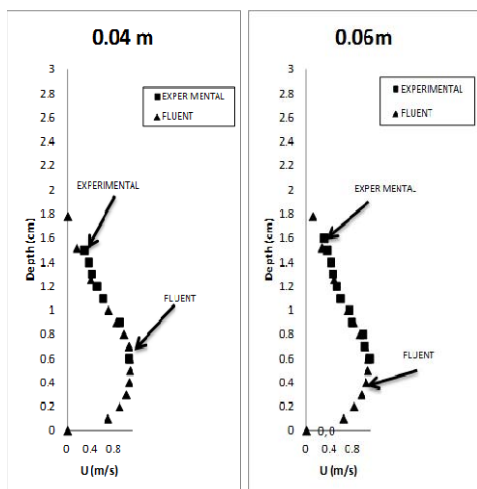 0.04 m
EXPERIMENTAL
FLUENT
3
2.8
2.6
2.4
2.2
2
1.8
1.6
1.4
1.2
1
0.8
0.6
0.4
0.2
0
Depth (cm)
EXPERIMENTAL
FLUENT
0 0.4 0.8
U (m/s)
0.06m
EXPERIMENTAL
FLUENT
3
2.8
2.6
2.4
2.2
2
1.8
1.6
1.4
1.2
1
0.8
0.6
0.4
0.2
0
Depth (cm)
EXPERIMENTAL
FLUENT
0, 0
0 0.4 0.8
U (m/s)